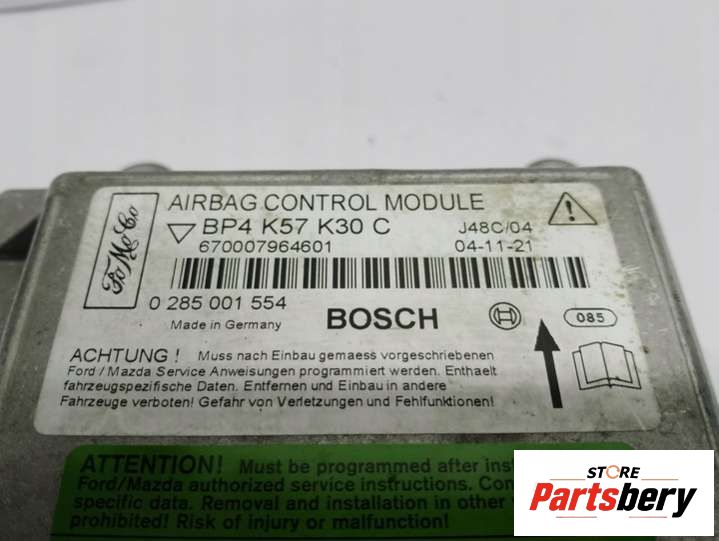 AIRBAG CONTROL MODULE
BP4 K57 K30 C J48C/04
670007964601 04-11-21
FoMoCo
0 285 001 554
Made in Germany BOSCH 085
ACHTUNG ! Muss nach Einbau gemaess vorgeschriebenen
Ford / Mazda Service Anweisungen programmiert werden. Enthaelt
fahrzeugspezifische Daten. Entfernen und Einbau in andere
Fahrzeuge verboten! Gefahr von Verletzungen und Fehlfunktionen!
ATTENTION! Must be programmed after
Ford/Mazda authorized service instructions.
specific data. Removal and installation in other
prohibited! Risk of injury or malfunction!
STORE
Partsbery